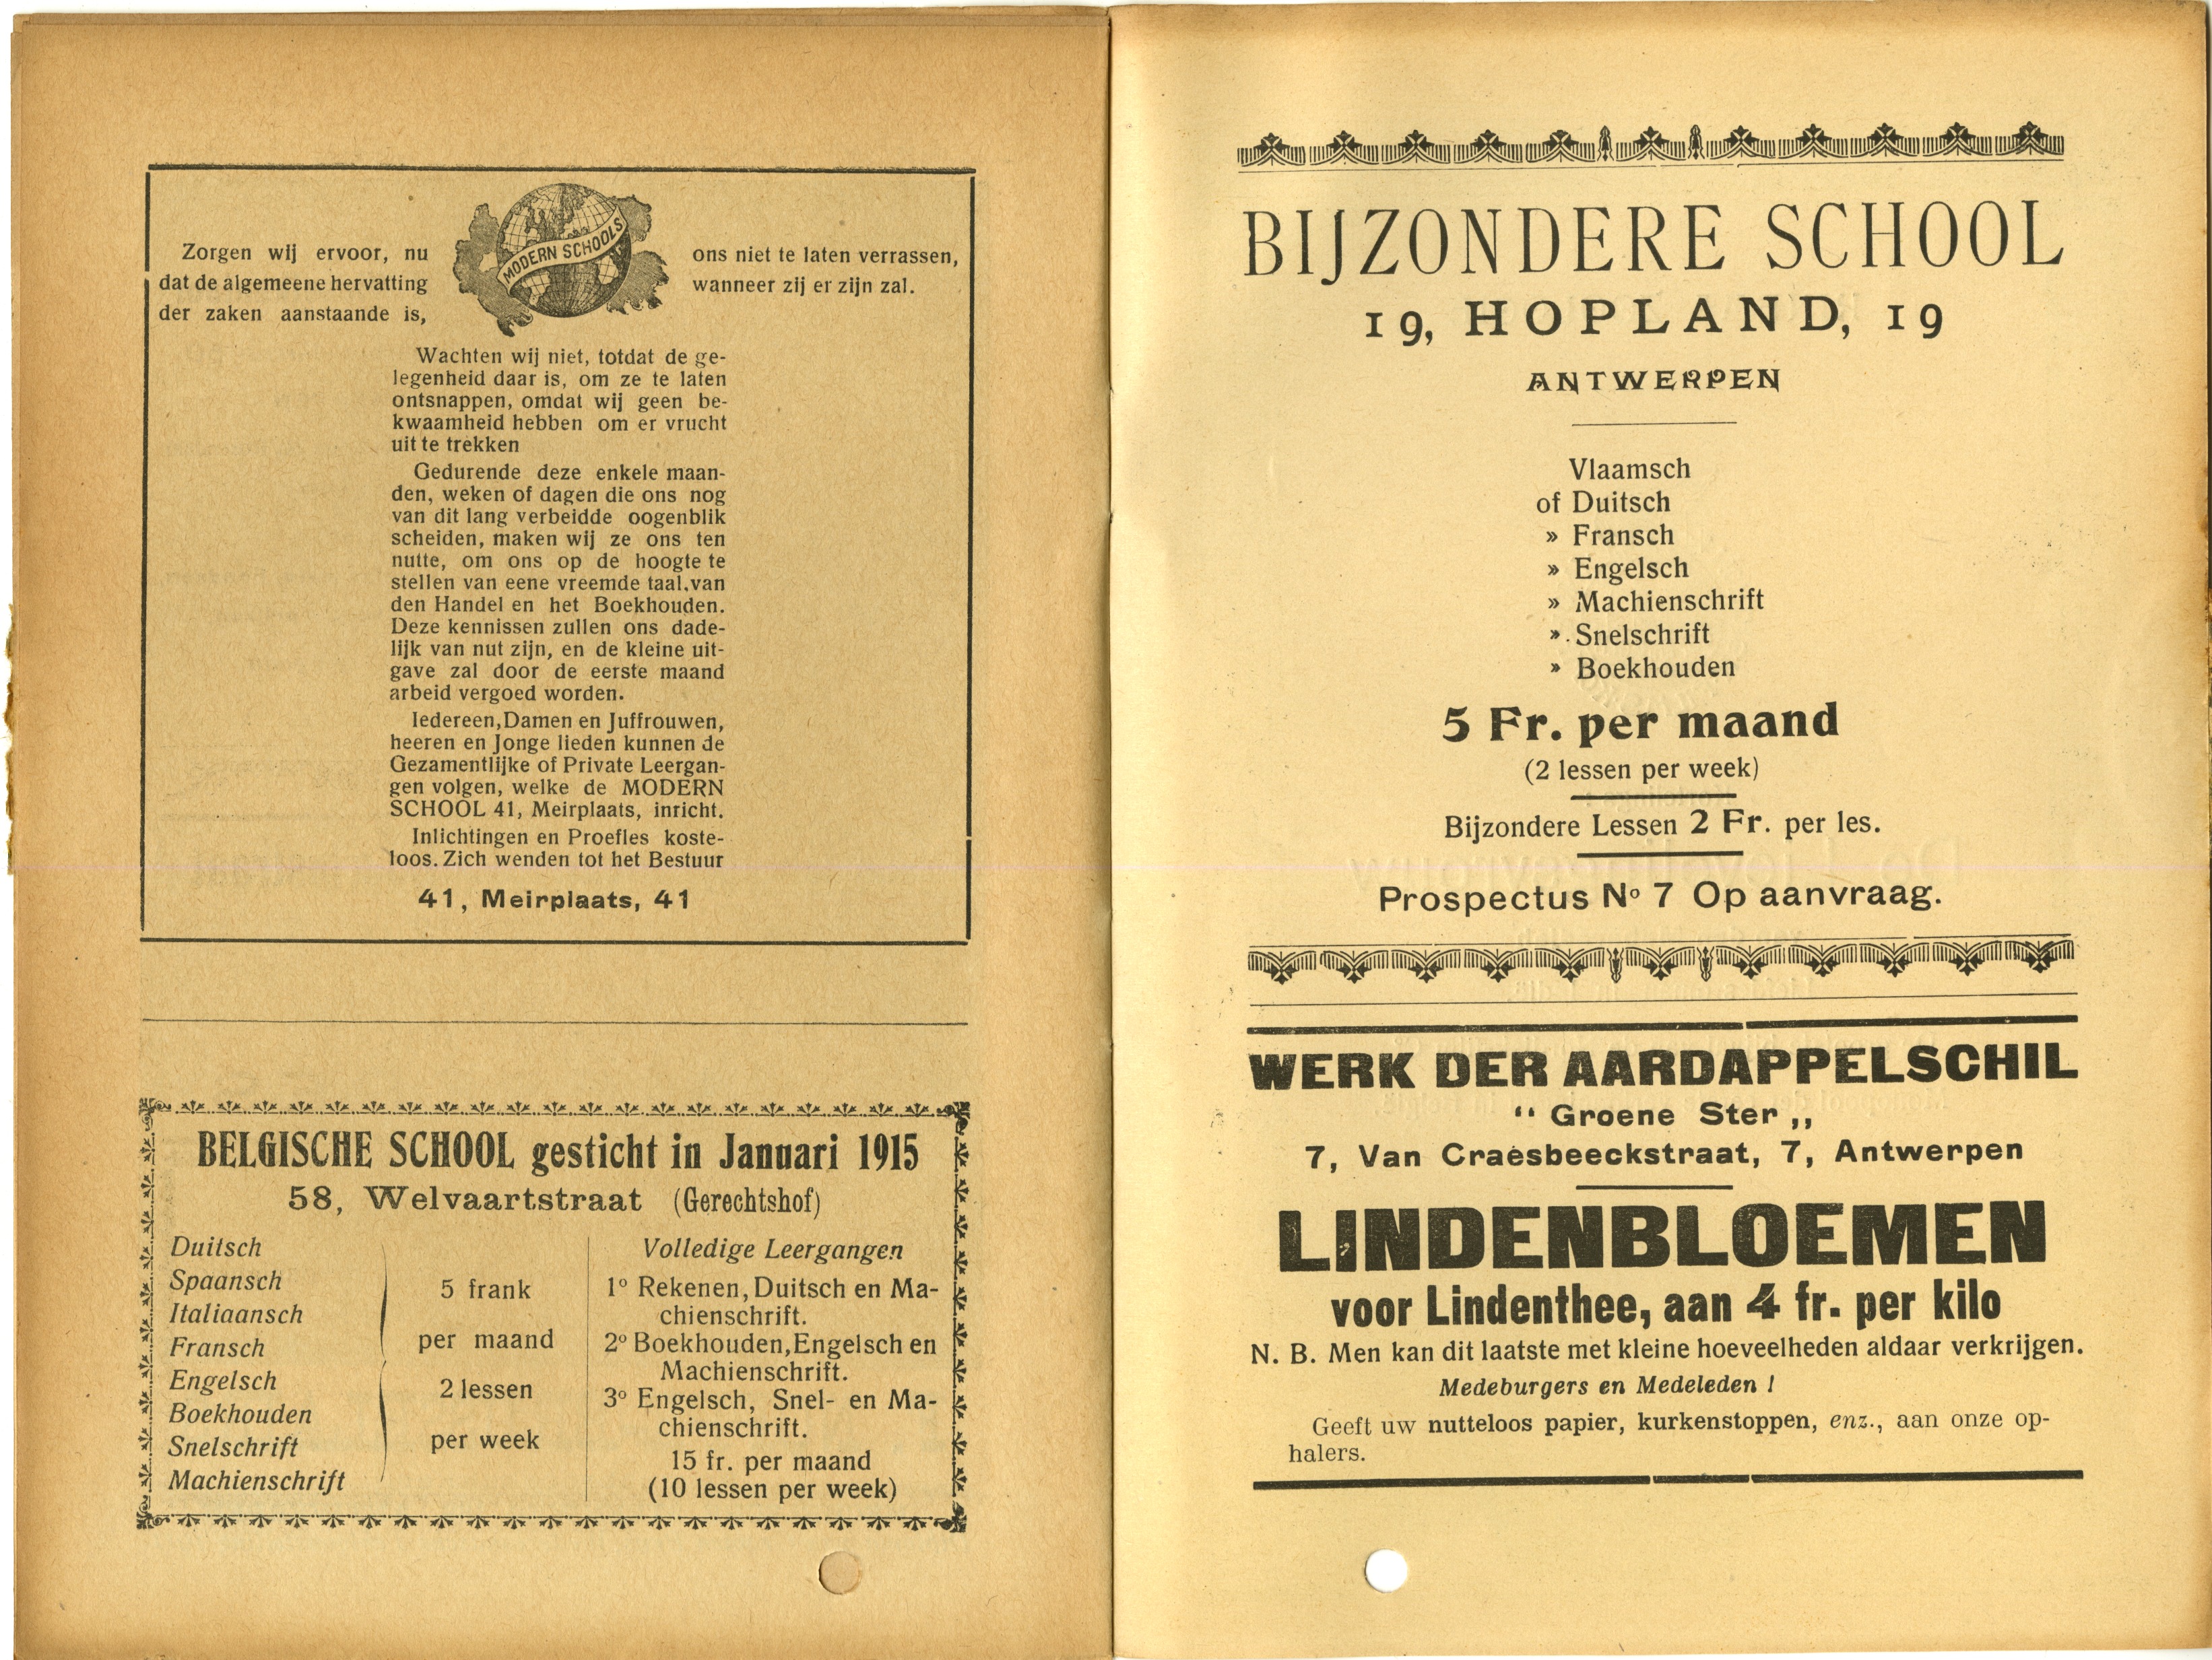 Zorgen wij ervoor, nu
dat de algemeene hervatting
der zaken aanstaande is,
MODERN SCHOOLS
ons niet te laten verrassen,
wanneer zij er zijn zal.
Wachten wij niet, totdat de ge-
legenheid daar is, om ze te laten
ontsnappen, omdat wij geen be-
kwaamheid hebben om er vrucht
uit te trekken
Gedurende deze enkele maan-
den, weken of dagen die ons nog
van dit lang verbeidde oogenblik
scheiden, maken wij ze ons ten
nutte, om ons op de hoogte te
stellen van eene vreemde taal, van
den Handel en het Boekhouden.
Deze kennissen zullen ons dade-
lijk van nut zijn, en de kleine uit-
gave zal door de eerste maand
arbeid vergoed worden.
Iedereen, Damen en Juffrouwen,
heeren en Jonge lieden kunnen de
Gezamentlijke of Private Leergan-
gen volgen, welke de MODERN
SCHOOL 41, Meirplaats, inricht.
Inlichtingen en Proefles koste-
loos. Zich wenden tot het Bestuur
41, Meirplaats, 41
BELGISCHE SCHOOL gesticht in Januari 1915
58, Welvaartstraat (Gerechtshof)
Duitsch
Spaansch
Italiaansch
Fransch
Engelsch
Boekhouden
Snelschrift
Machienschrift
5 frank
per maand
2 lessen
per week
Volledige Leergangen
1º Rekenen, Duitsch en Ma-
chienschrift.
2º Boekhouden, Engelsch en
Machienschrift.
3º Engelsch, Snel- en Ma-
chienschrift.
15 fr. per maand
(10 lessen per week)
BIJZONDERE SCHOOL
19, HOPLAND, 19
ANTWERPEN
Vlaamsch
of Duitsch
» Fransch
» Engelsch
» Machienschrift
» Snelschrift
» Boekhouden
5 Fr. per maand
(2 lessen per week)
Bijzondere Lessen 2 Fr. per les.
Prospectus Nº 7 Op aanvraag.
WERK DER AARDAPPELSCHIL
“ Groene Ster „
7, Van Craesbeeckstraat, 7, Antwerpen
LINDENBLOEMEN
voor Lindenthee, aan 4 fr. per kilo
N. B. Men kan dit laatste met kleine hoeveelheden aldaar verkrijgen.
Medeburgers en Medeleden !
Geeft uw nutteloos papier, kurkenstoppen, enz., aan onze op-
halers.